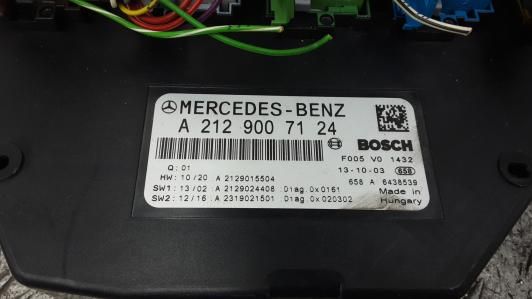 MERCEDES-BENZ
A 212 900 71 24
BOSCH
F005 V0 1432
Q: 01
13-10-03 658
HW: 10/20 A 2129015504
658 A 6438539
SW1: 13/02 A 2129024408 Diag.0x0161
Made in
SW2: 12/16 A 2319021501 Diag.0x020302
Hungary